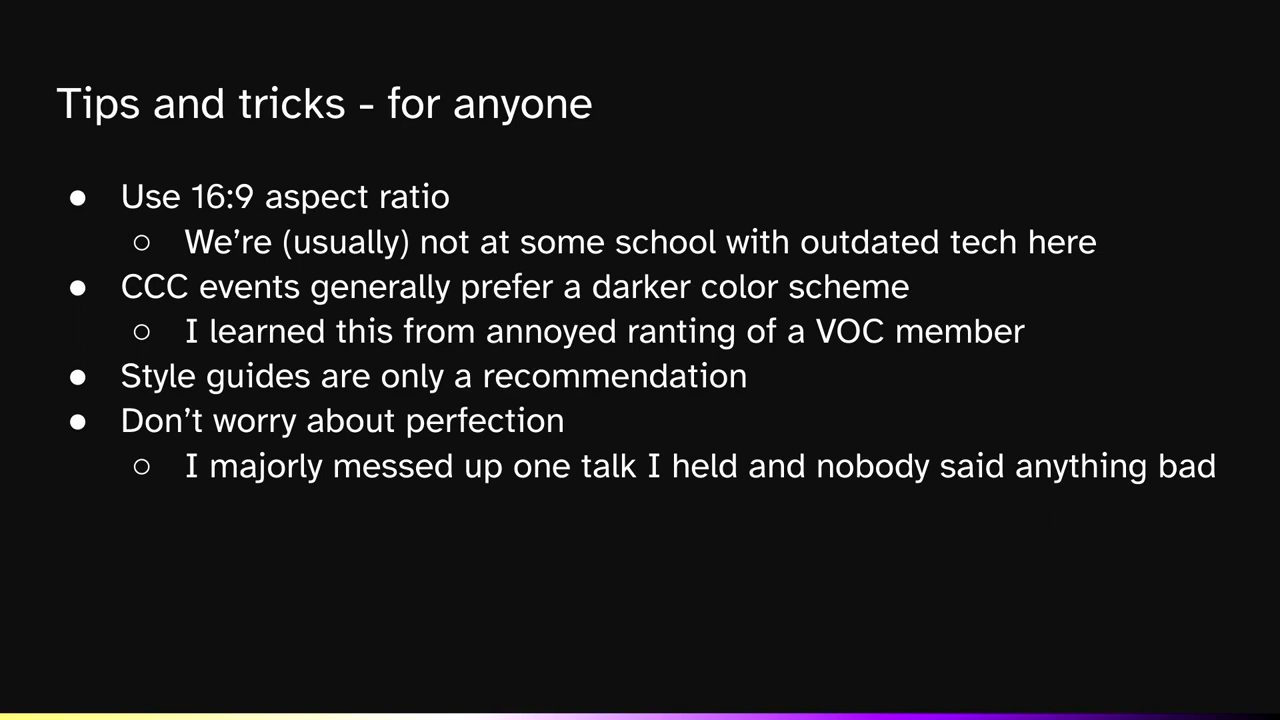 Tips and tricks - for anyone
● Use 16:9 aspect ratio
○ We’re (usually) not at some school with outdated tech here
● CCC events generally prefer a darker color scheme
○ I learned this from annoyed ranting of a VOC member
● Style guides are only a recommendation
● Don’t worry about perfection
○ I majorly messed up one talk I held and nobody said anything bad